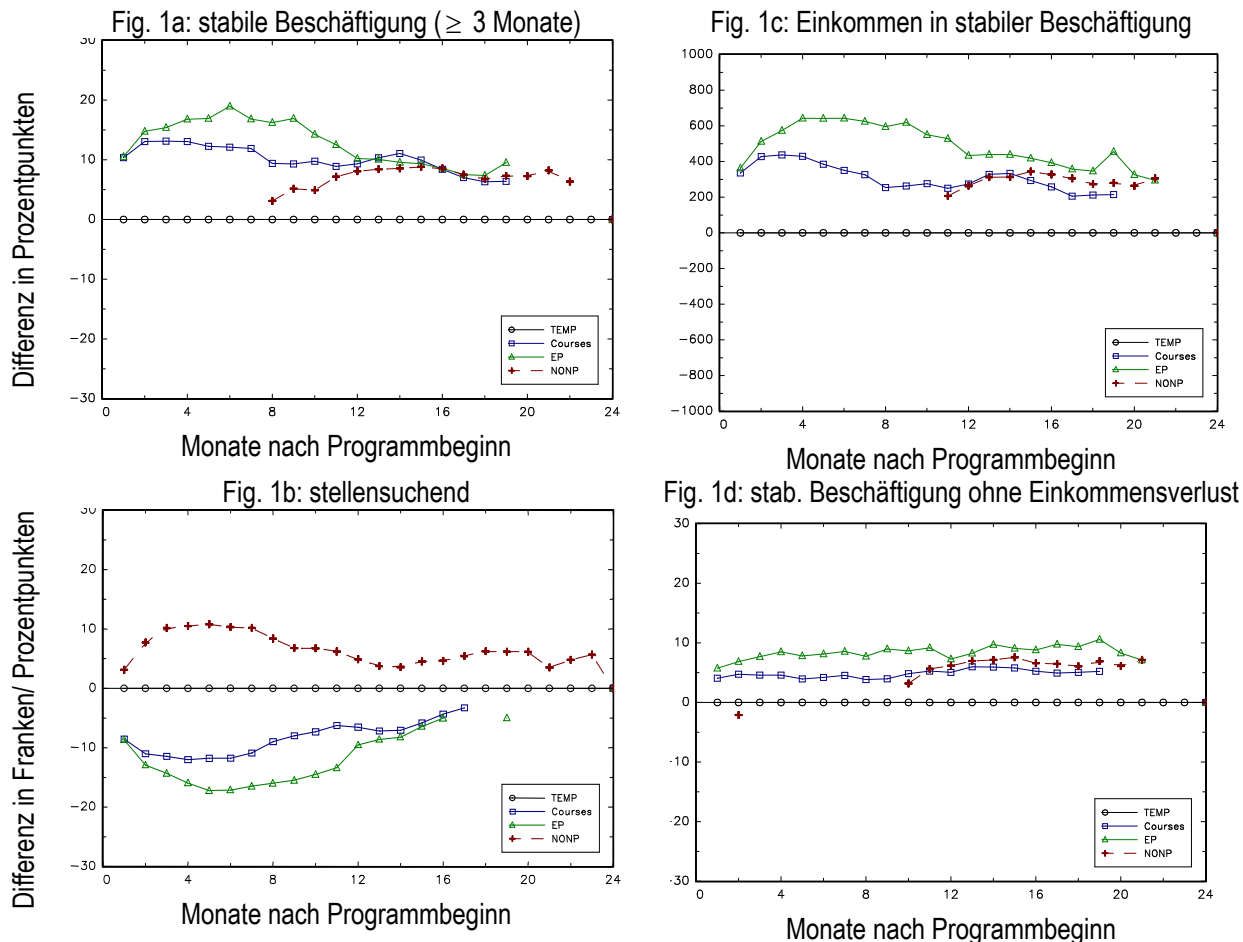 Fig. 1a: stabile Beschäftigung (≥ 3 Monate)
Differenz in Prozentpunkten
30
20
10
0
−10
−20
−30
TEMP
Courses
EP
NONP
0 4 8 12 16 20 24
Monate nach Programmbeginn
Fig. 1c: Einkommen in stabiler Beschäftigung
1000
800
600
400
200
0
−200
−400
−600
−800
−1000
TEMP
Courses
EP
NONP
0 4 8 12 16 20 24
Monate nach Programmbeginn
Fig. 1b: stellensuchend
Differenz in Franken/ Prozentpunkten
30
20
10
0
−10
−20
−30
TEMP
Courses
EP
NONP
0 4 8 12 16 20 24
Monate nach Programmbeginn
Fig. 1d: stab. Beschäftigung ohne Einkommensverlust
30
20
10
0
-10
-20
-30
TEMP
Courses
EP
NONP
0 4 8 12 16 20 24
Monate nach Programmbeginn